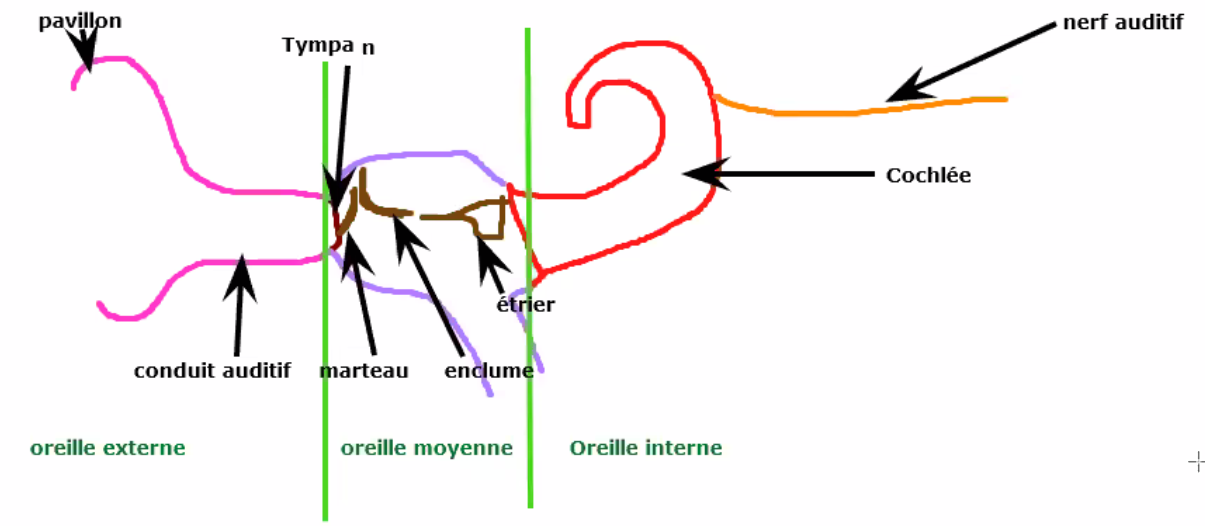 pavillon
nerf auditif
Tympa n
Cochlée
étrier
conduit auditif
marteau
enclume
oreille externe
oreille moyenne
Oreille interne